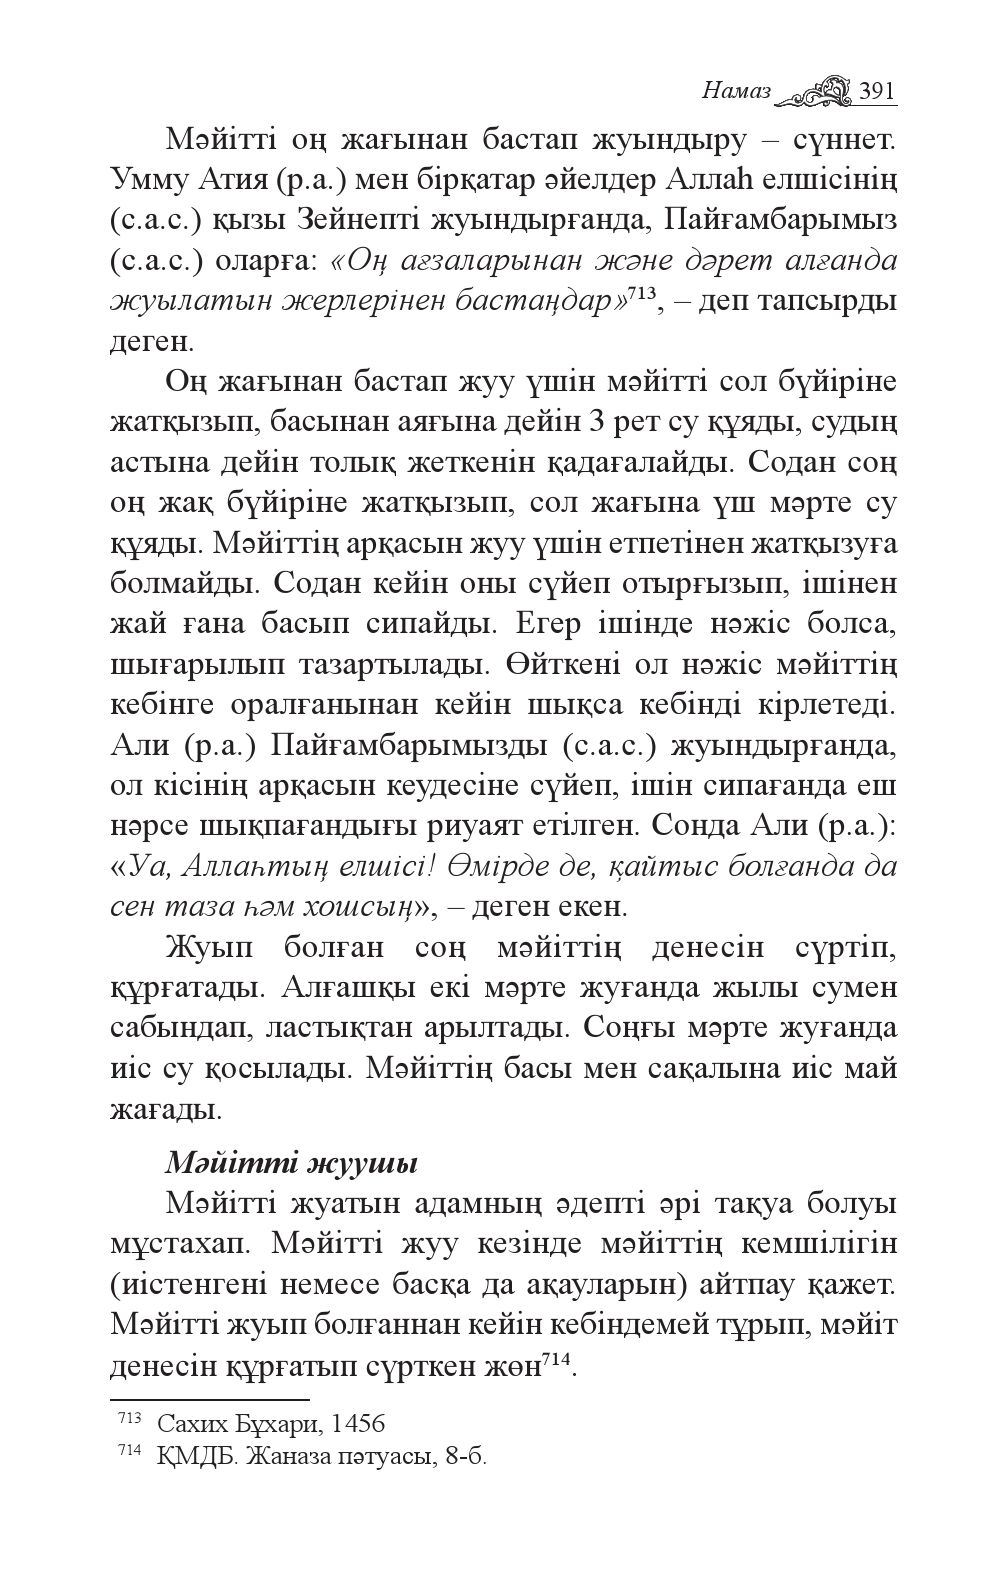 Намаз 391
Мәйітті оң жағынан бастап жуындыру – сүннет.
Умму Атия (р.а.) мен бірқатар әйелдер Аллаһ елшісінің
(с.а.с.) қызы Зейнепті жуындырғанда, Пайғамбарымыз
(с.а.с.) оларға: «Оң ағзаларынан және дәрет алғанда
жуылатын жерлерінен бастаңдар»⁷¹³, – деп тапсырды
деген.
Оң жағынан бастап жуу үшін мәйітті сол бүйіріне
жатқызып, басынан аяғына дейін 3 рет су құяды, судың
астына дейін толық жеткенін қадағалайды. Содан соң
оң жақ бүйіріне жатқызып, сол жағына үш мәрте су
құяды. Мәйіттің арқасын жуу үшін етпетінен жатқызуға
болмайды. Содан кейін оны сүйеп отырғызып, ішінен
жай ғана басып сипайды. Егер ішінде нәжіс болса,
шығарылып тазартылады. Өйткені ол нәжіс мәйіттің
кебінге оралғанынан кейін шықса кебінді кірлетеді.
Али (р.а.) Пайғамбарымызды (с.а.с.) жуындырғанда,
ол кісінің арқасын кеудесіне сүйеп, ішін сипағанда еш
нәрсе шықпағандығы риуаят етілген. Сонда Али (р.а.):
«Уа, Аллаһтың елшісі! Өмірде де, қайтыс болғанда да
сен таза һәм хошсың», – деген екен.
Жуып болған соң мәйіттің денесін сүртіп,
құрғатады. Алғашқы екі мәрте жуғанда жылы сумен
сабындап, ластықтан арылтады. Соңғы мәрте жуғанда
иіс су қосылады. Мәйіттің басы мен сақалына иіс май
жағады.
Мәйітті жуушы
Мәйітті жуатын адамның әдепті әрі тақуа болуы
мұстахап. Мәйітті жуу кезінде мәйіттің кемшілігін
(иістенгені немесе басқа да ақауларын) айтпау қажет.
Мәйітті жуып болғаннан кейін кебіндемей тұрып, мәйіт
денесін құрғатып сүрткен жөн⁷¹⁴.
⁷¹³ Сахих Бұхари, 1456
⁷¹⁴ ҚМДБ. Жаназа пәтуасы, 8-б.